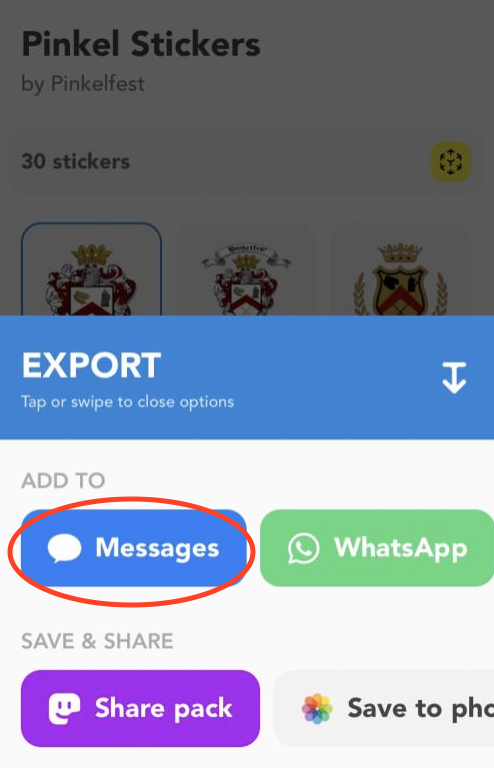 Pinkel Stickers
by Pinkelfest
30 stickers
EXPORT
Tap or swipe to close options
ADD TO
Messages
WhatsApp
SAVE & SHARE
Share pack
Save to pho